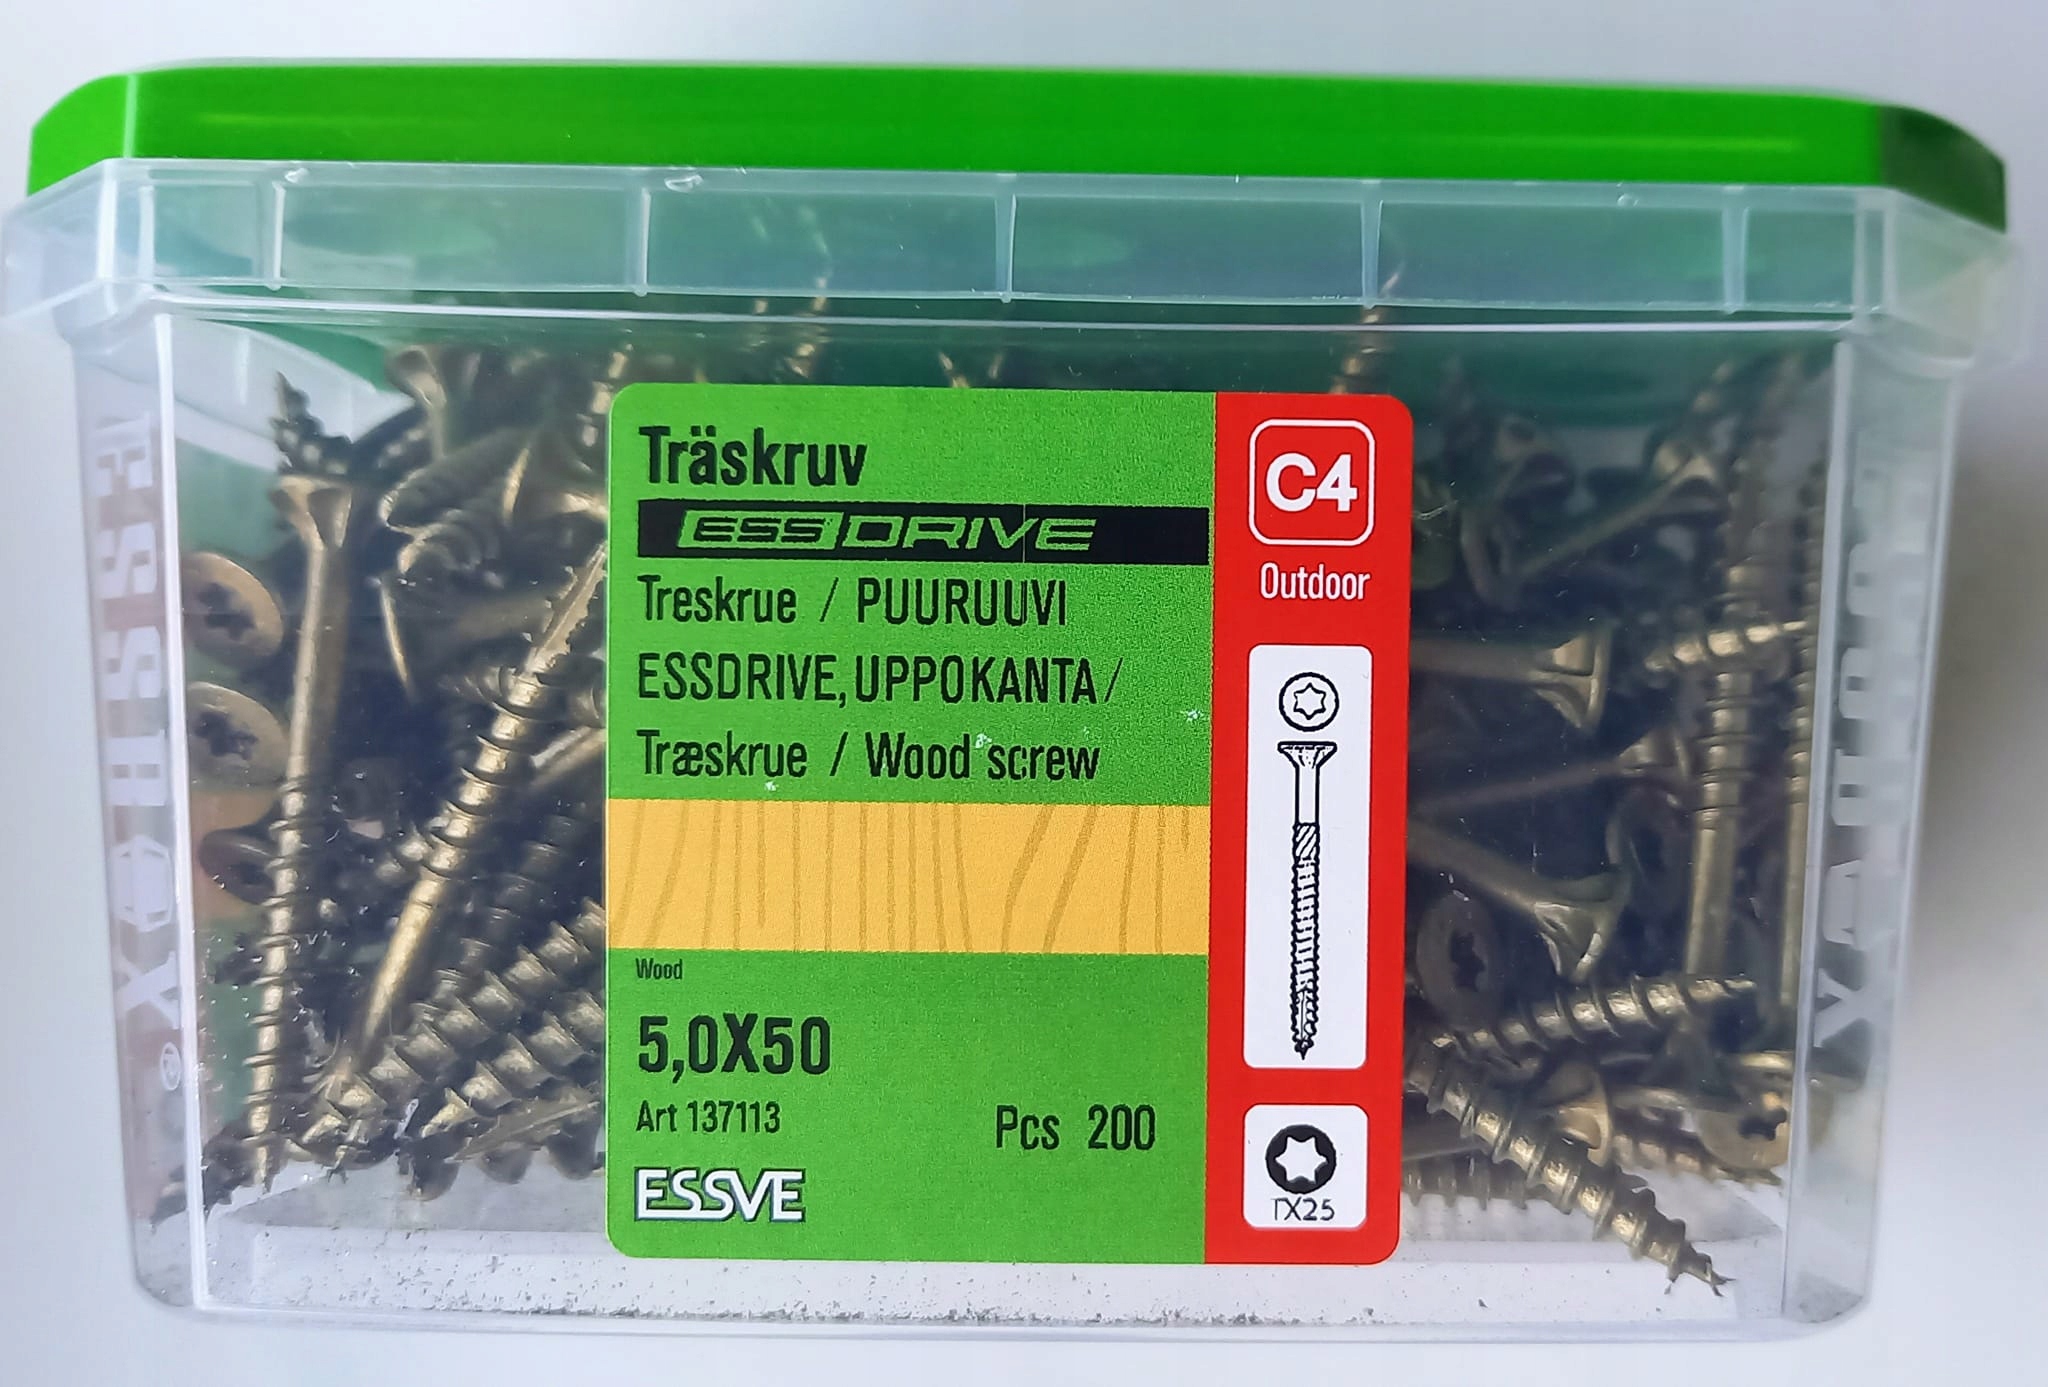 Träskruv
ESSDRIVE
Treskrue / PUURUUVI
ESSDRIVE, UPPOKANTA /
Træskrue / Wood screw
Wood
5,0X50
Art 137113
Pcs 200
ESSVE
C4
Outdoor
TX25